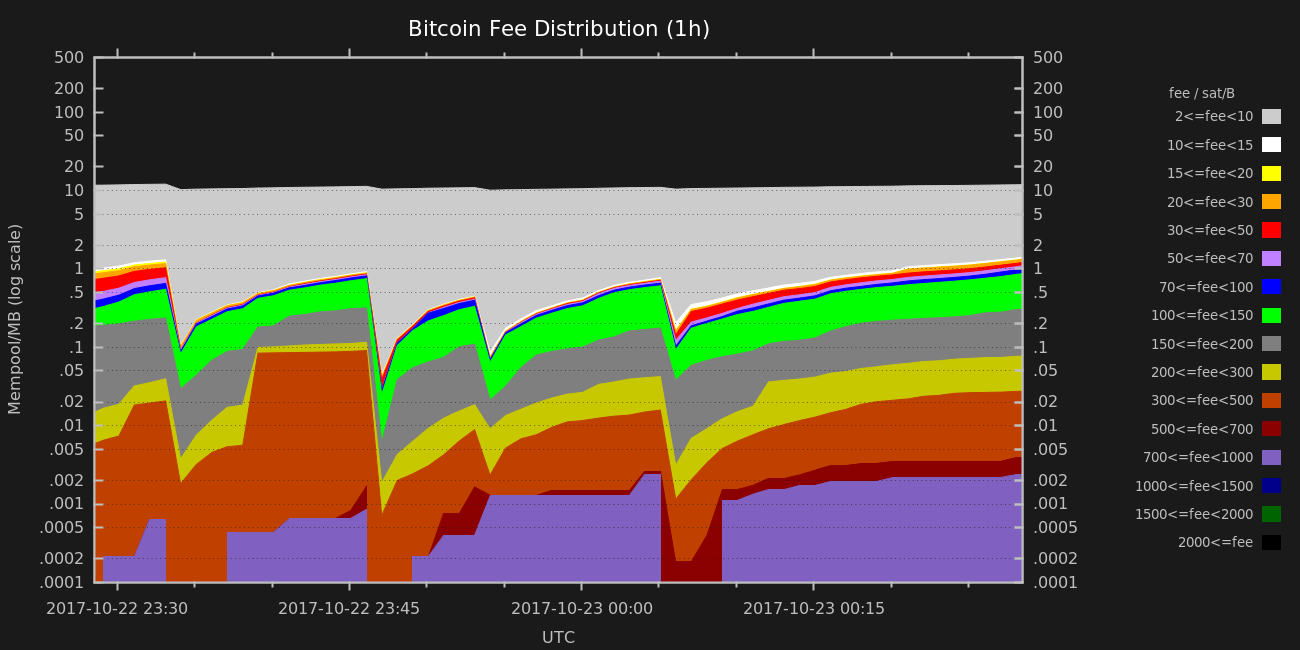 Bitcoin Fee Distribution (1h)
Mempool/MB (log scale)
500
200
100
50
20
10
5
2
1
.5
.2
.1
.05
.02
.01
.005
.002
.001
.0005
.0002
.0001
500
200
100
50
20
10
5
2
1
.5
.2
.1
.05
.02
.01
.005
.002
.001
.0005
.0002
.0001
2017-10-22 23:30 2017-10-22 23:45 2017-10-23 00:00 2017-10-23 00:15
UTC
fee / sat/B
2<=fee<10
10<=fee<15
15<=fee<20
20<=fee<30
30<=fee<50
50<=fee<70
70<=fee<100
100<=fee<150
150<=fee<200
200<=fee<300
300<=fee<500
500<=fee<700
700<=fee<1000
1000<=fee<1500
1500<=fee<2000
2000<=fee